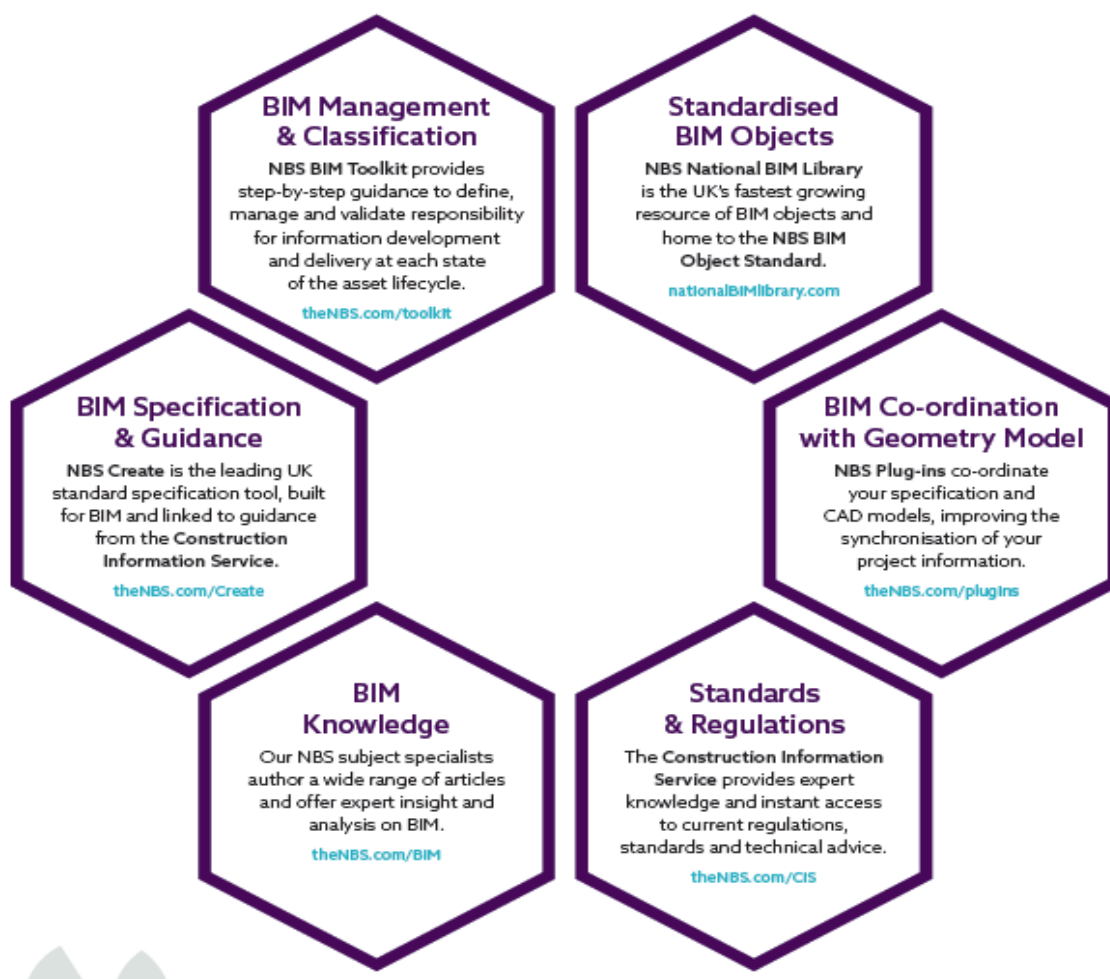 BIM Management
& Classification
NBS BIM Toolkit provides
step-by-step guidance to define,
manage and validate responsibility
for information development
and delivery at each state
of the asset lifecycle.
theNBS.com/toolkit
Standardised
BIM Objects
NBS National BIM Library
is the UK's fastest growing
resource of BIM objects and
home to the NBS BIM
Object Standard.
nationalBIMlibrary.com
BIM Specification
& Guidance
NBS Create is the leading UK
standard specification tool, built
for BIM and linked to guidance
from the Construction
Information Service.
theNBS.com/Create
BIM Co-ordination
with Geometry Model
NBS Plug-ins co-ordinate
your specification and
CAD models, improving the
synchronisation of your
project information.
theNBS.com/plugins
BIM
Knowledge
Our NBS subject specialists
author a wide range of articles
and offer expert insight and
analysis on BIM.
theNBS.com/BIM
Standards
& Regulations
The Construction Information
Service provides expert
knowledge and instant access
to current regulations,
standards and technical advice.
theNBS.com/CIS